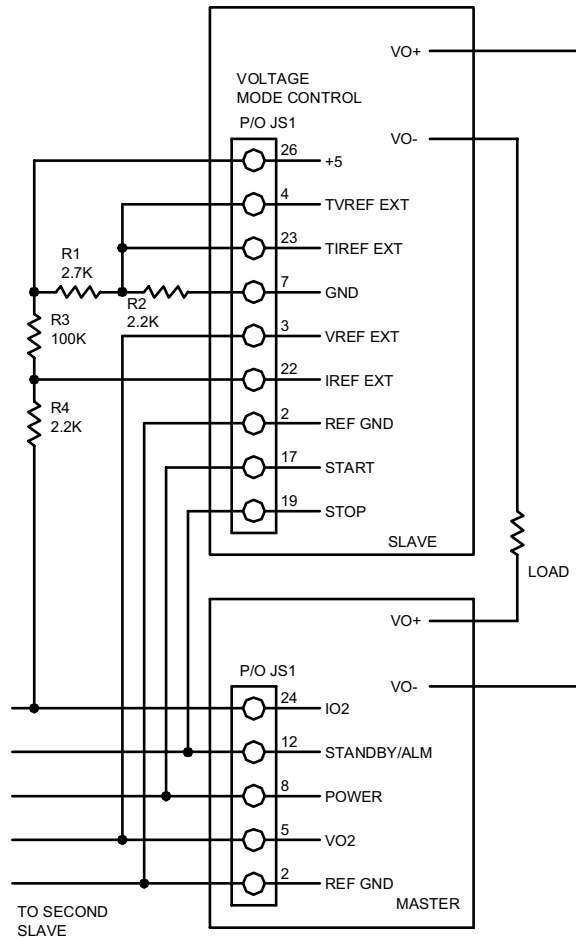 VO+
VOLTAGE
MODE CONTROL
VO-
P/O JS1
26
+5
4
TVREF EXT
23
TIREF EXT
R1
2.7K
7
GND
R2
2.2K
R3
100K
3
VREF EXT
22
IREF EXT
R4
2.2K
2
REF GND
17
START
19
STOP
SLAVE
LOAD
VO+
P/O JS1
VO-
24
IO2
12
STANDBY/ALM
8
POWER
5
VO2
2
REF GND
MASTER
TO SECOND
SLAVE